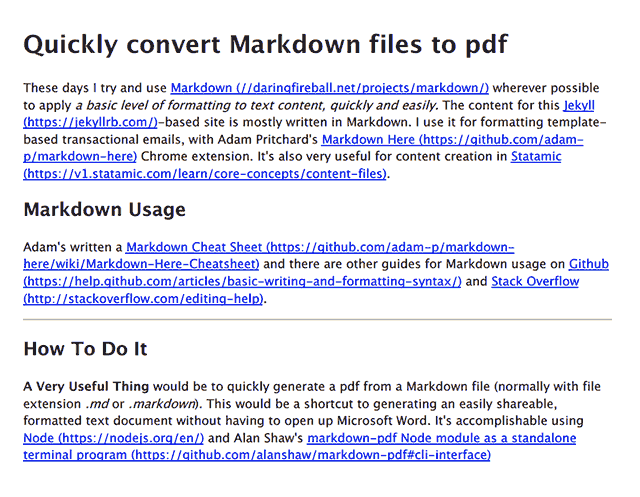 Quickly convert Markdown files to pdf
These days I try and use Markdown (//daringfireball.net/projects/markdown/) wherever possible
to apply a basic level of formatting to text content, quickly and easily. The content for this Jekyll
(https://jekyllrb.com/)-based site is mostly written in Markdown. I use it for formatting template-
based transactional emails, with Adam Pritchard's Markdown Here (https://github.com/adam-
p/markdown-here) Chrome extension. It's also very useful for content creation in Statamic
(https://v1.statamic.com/learn/core-concepts/content-files).
Markdown Usage
Adam's written a Markdown Cheat Sheet (https://github.com/adam-p/markdown-
here/wiki/Markdown-Here-Cheatsheet) and there are other guides for Markdown usage on Github
(https://help.github.com/articles/basic-writing-and-formatting-syntax/) and Stack Overflow
(http://stackoverflow.com/editing-help).
How To Do It
A Very Useful Thing would be to quickly generate a pdf from a Markdown file (normally with file
extension .md or .markdown). This would be a shortcut to generating an easily shareable,
formatted text document without having to open up Microsoft Word. It's accomplishable using
Node (https://nodejs.org/en/) and Alan Shaw's markdown-pdf Node module as a standalone
terminal program (https://github.com/alanshaw/markdown-pdf#cli-interface)